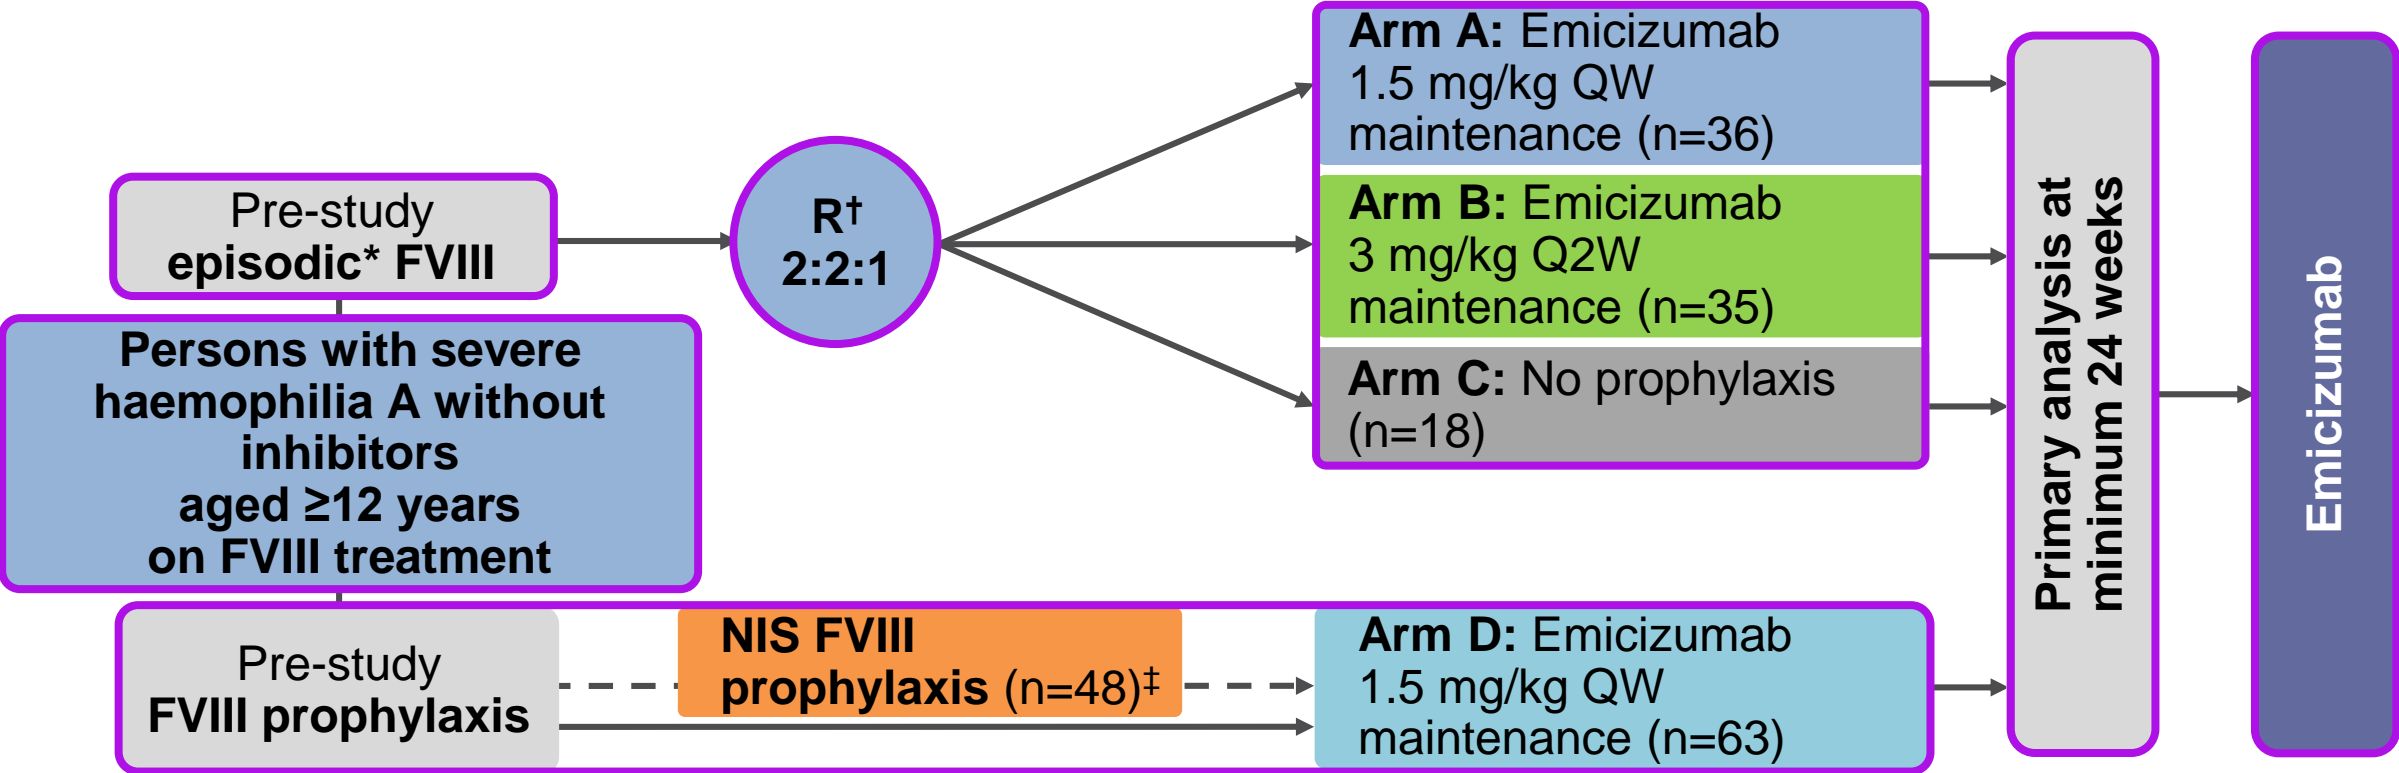 Pre-study
episodic* FVIII
Persons with severe
haemophilia A without
inhibitors
aged ≥12 years
on FVIII treatment
Pre-study
FVIII prophylaxis
R†
2:2:1
NIS FVIII
prophylaxis (n=48)‡
Arm A: Emicizumab
1.5 mg/kg QW
maintenance (n=36)
Arm B: Emicizumab
3 mg/kg Q2W
maintenance (n=35)
Arm C: No prophylaxis
(n=18)
Arm D: Emicizumab
1.5 mg/kg QW
maintenance (n=63)
Primary analysis at
minimum 24 weeks
Emicizumab